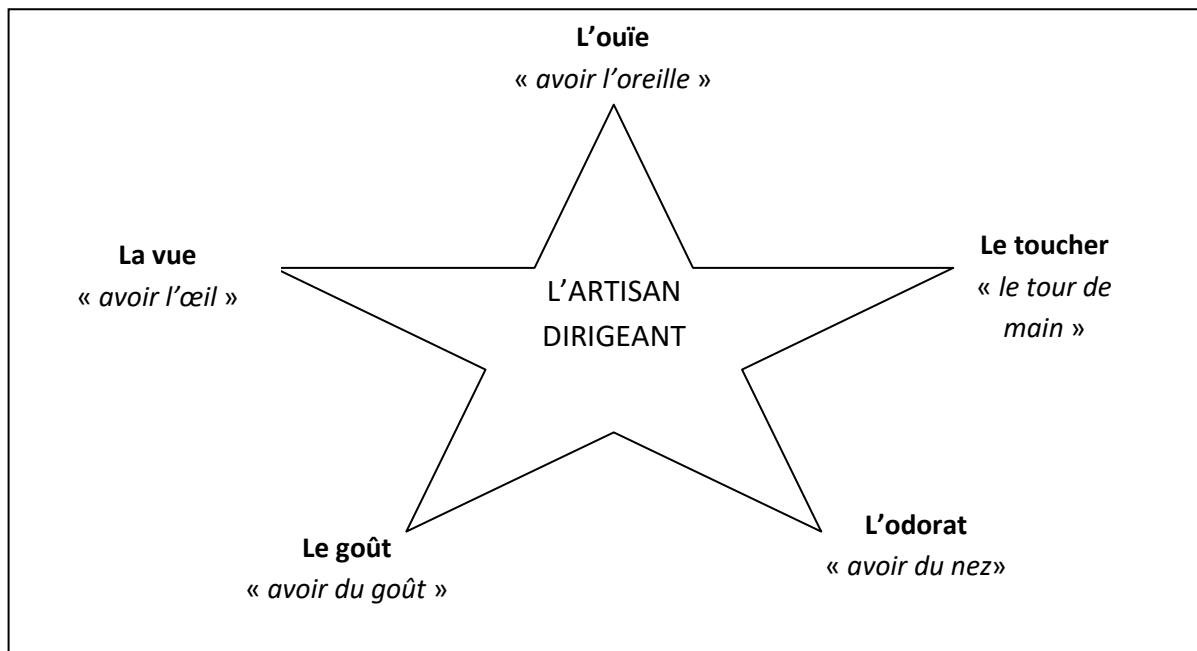 L’ouïe
« avoir l’oreille »
La vue
« avoir l’œil »
Le toucher
« le tour de
main »
L’ARTISAN
DIRIGEANT
Le goût
« avoir du goût »
L’odorat
« avoir du nez»